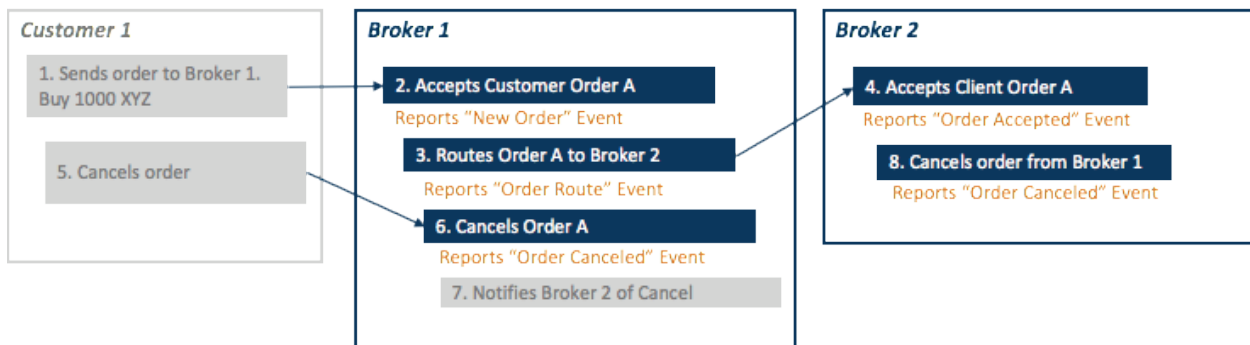 Customer 1
1. Sends order to Broker 1.
Buy 1000 XYZ
5. Cancels order
Broker 1
2. Accepts Customer Order A
Reports “New Order” Event
3. Routes Order A to Broker 2
Reports “Order Route” Event
6. Cancels Order A
Reports “Order Canceled” Event
7. Notifies Broker 2 of Cancel
Broker 2
4. Accepts Client Order A
Reports “Order Accepted” Event
8. Cancels order from Broker 1
Reports “Order Canceled” Event